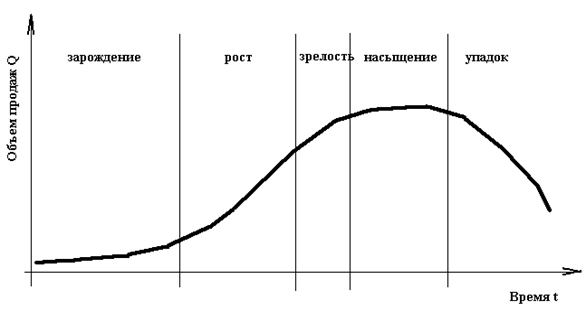 Объем продаж Q
зарождение
рост
зрелость
насыщение
упадок
Время t